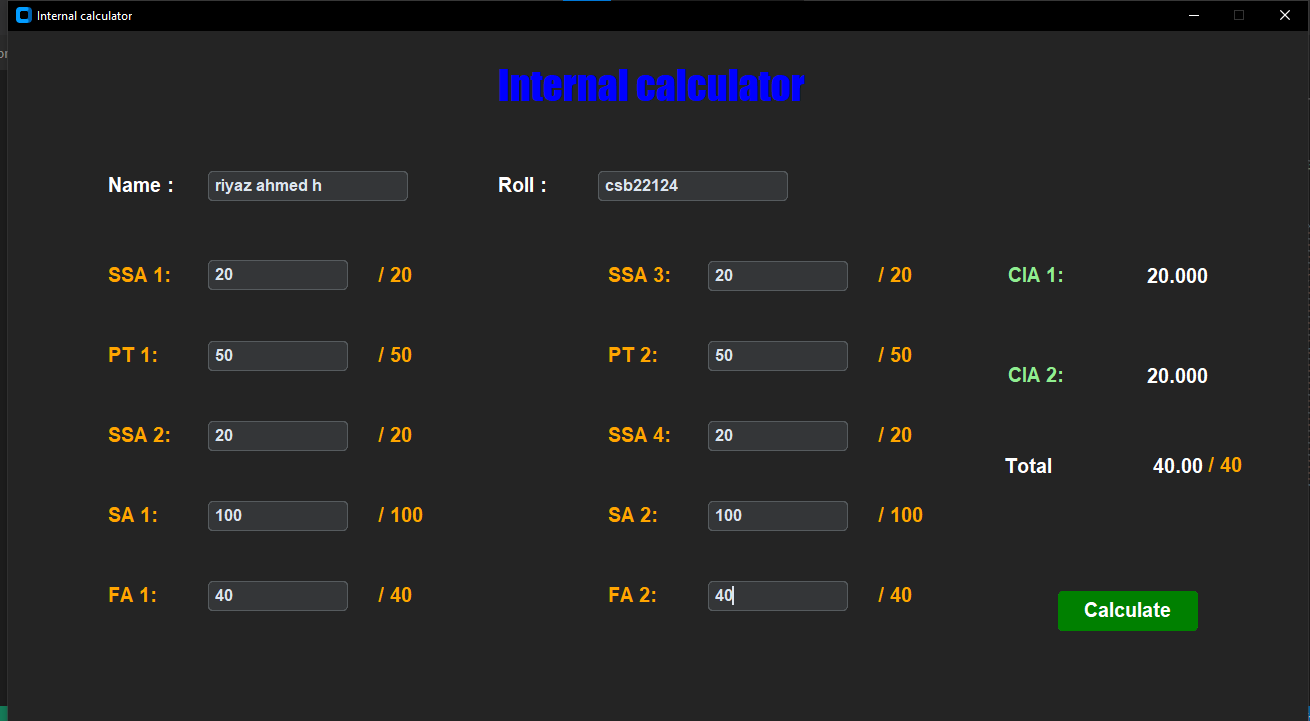 Internal calculator
Internal calculator
Name : riyaz ahmed h Roll : csb22124
SSA 1: 20 / 20 SSA 3: 20 / 20 CIA 1: 20.000
PT 1: 50 / 50 PT 2: 50 / 50
CIA 2: 20.000
SSA 2: 20 / 20 SSA 4: 20 / 20
Total 40.00 / 40
SA 1: 100 / 100 SA 2: 100 / 100
FA 1: 40 / 40 FA 2: 40 / 40
Calculate